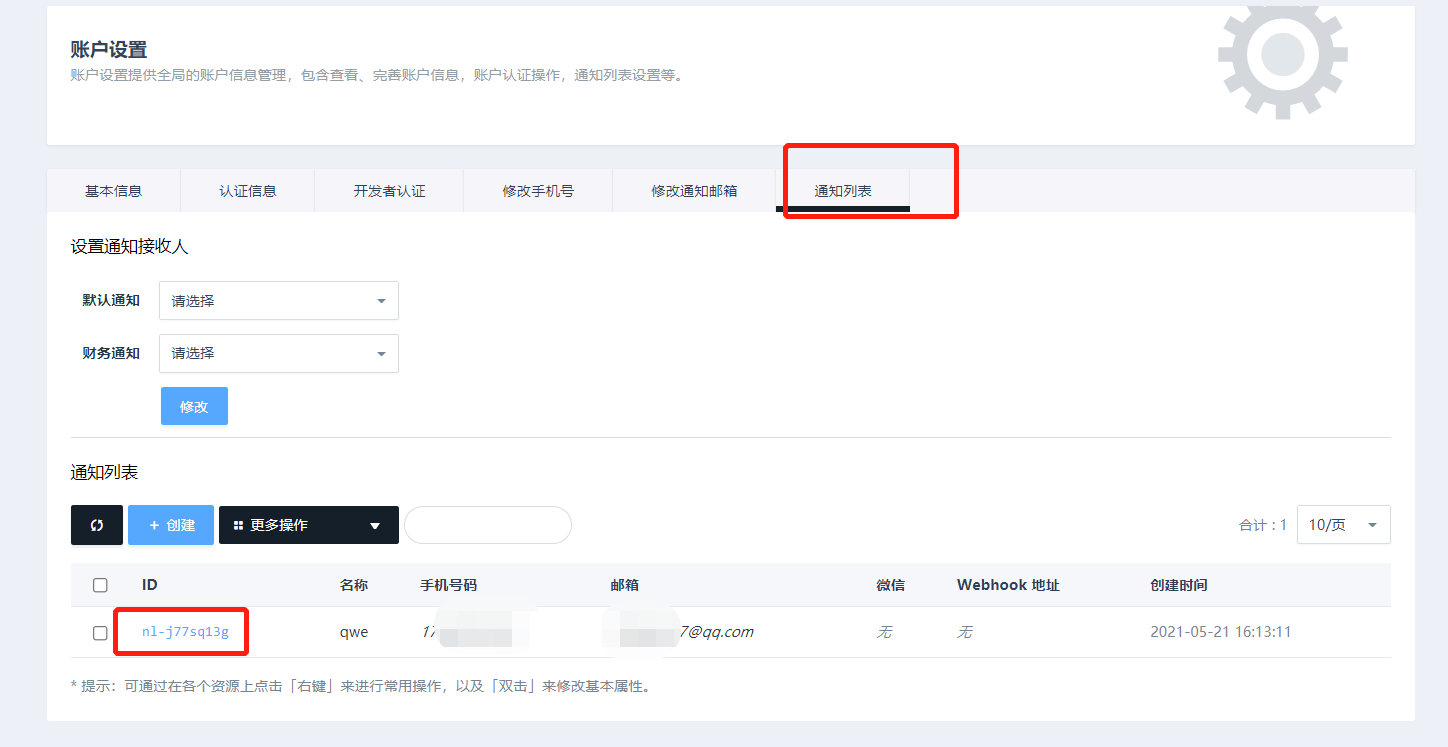 账户设置
账户设置提供全局的账户信息管理，包含查看、完善账户信息，账户认证操作，通知列表设置等。
基本信息 认证信息 开发者认证 修改手机号 修改通知邮箱 通知列表
设置通知接收人
默认通知 请选择
财务通知 请选择
修改
通知列表
+ 创建 更多操作 合计：1 10/页
ID 名称 手机号码 邮箱 微信 Webhook 地址 创建时间
nl-j77sq13g qwe 17 7@qq.com 无 无 2021-05-21 16:13:11
* 提示：可通过在各个资源上点击「右键」来进行常用操作，以及「双击」来修改基本属性。